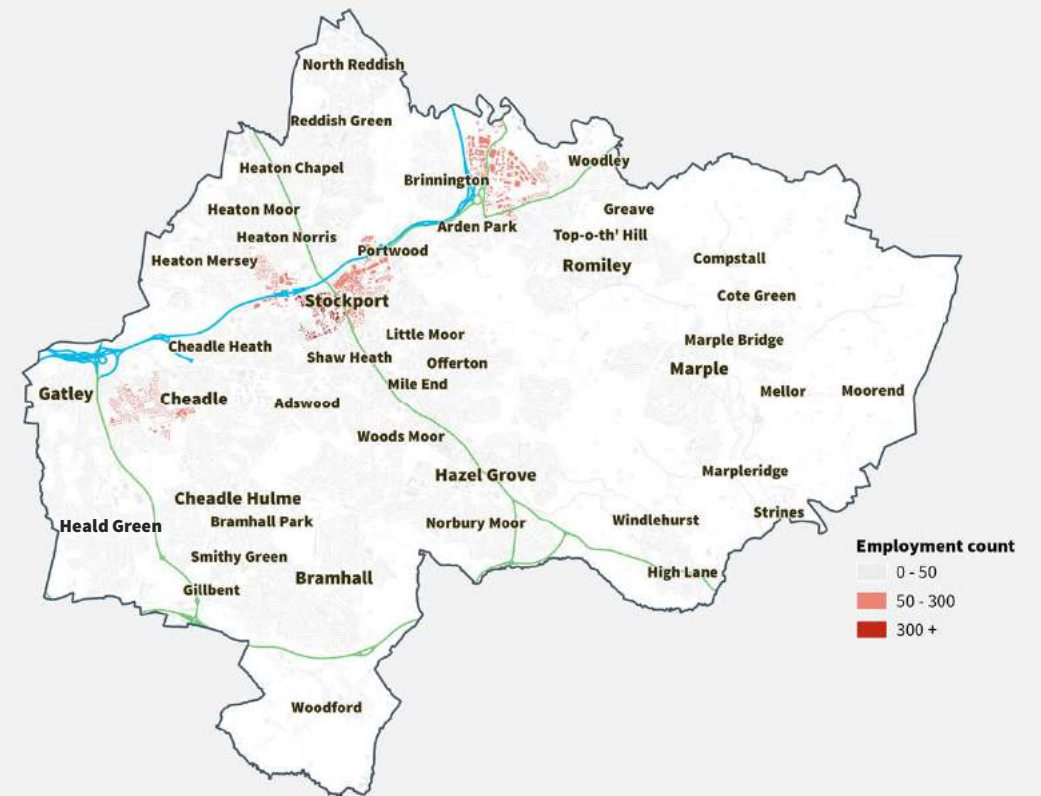 North Reddish
Reddish Green
Heaton Chapel
Woodley
Brinnington
Heaton Moor
Greave
Arden Park
Top-o-th' Hill
Heaton Norris
Portwood
Heaton Mersey
Compstall
Romiley
Cote Green
Stockport
Little Moor
Marple Bridge
Cheadle Heath
Shaw Heath
Offerton
Marple
Mile End
Gatley
Cheadle
Adswood
Mellor
Moorend
Woods Moor
Hazel Grove
Marpleridge
Cheadle Hulme
Heald Green
Bramhall Park
Norbury Moor
Windlehurst
Strines
Smithy Green
Bramhall
High Lane
Gillbent
Woodford
Employment count
0 - 50
50 - 300
300 +